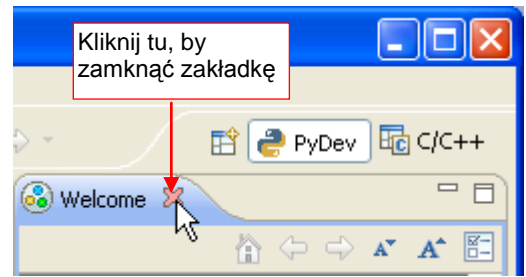 Kliknij tu, by
zamknąć zakładkę
PyDev
C/C++
Welcome
A
A